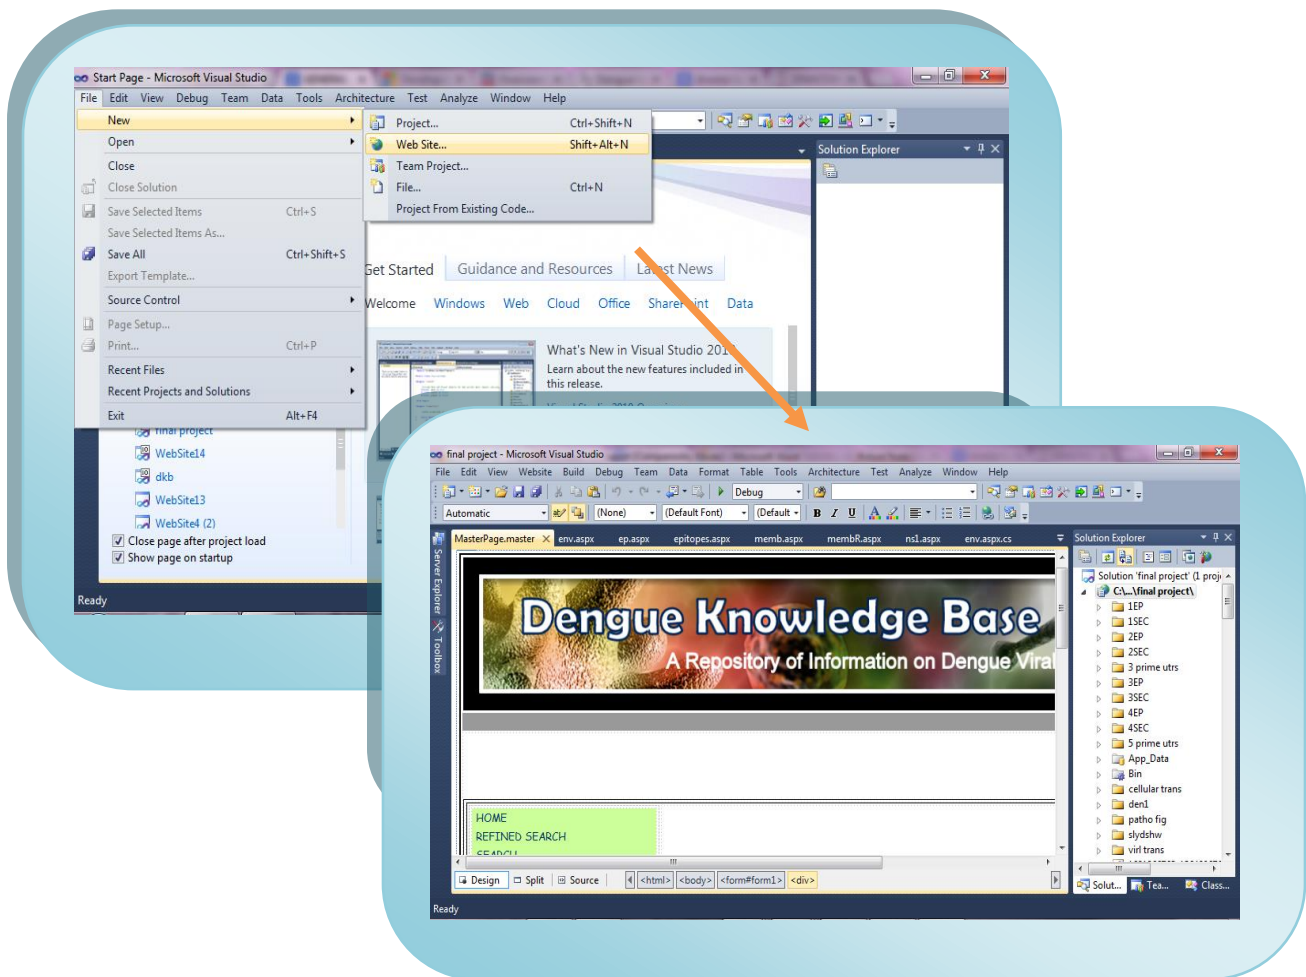 Start Page - Microsoft Visual Studio
File Edit View Debug Team Data Tools Architecture Test Analyze Window Help
New
Open
Close
Close Solution
Save Selected Items Ctrl+S
Save Selected Items As...
Save All Ctrl+Shift+S
Export Template...
Source Control
Page Setup...
Print... Ctrl+P
Recent Files
Recent Projects and Solutions
Exit Alt+F4
Project... Ctrl+Shift+N
Web Site... Shift+Alt+N
Team Project...
File... Ctrl+N
Project From Existing Code...
Solution Explorer
Get Started Guidance and Resources Latest News
Welcome Windows Web Cloud Office SharePoint Data
What's New in Visual Studio 2010
Learn about the new features included in
this release.
final project
WebSite14
dkb
WebSite13
WebSite4 (2)
Close page after project load
Show page on startup
Ready
final project - Microsoft Visual Studio
File Edit View Website Build Debug Team Data Format Table Tools Architecture Test Analyze Window Help
Debug
Automatic (None) (Default Font) (Default B I U A
MasterPage.master env.aspx ep.aspx epitopes.aspx memb.aspx membR.aspx ns1.aspx env.aspx.cs
Server Explorer
Toolbox
Dengue Knowledge Base
A Repository of Information on Dengue Viral
HOME
REFINED SEARCH
SEARCH
Design Split Source <html> <body> <form#form1> <div>
Solution Explorer
Solution 'final project' (1 proje
C:\...\final project\
1EP
1SEC
2EP
2SEC
3 prime utrs
3EP
3SEC
4EP
4SEC
5 prime utrs
App_Data
Bin
cellular trans
den1
patho fig
slydshw
virl trans
Solut... Tea... Class...
Ready